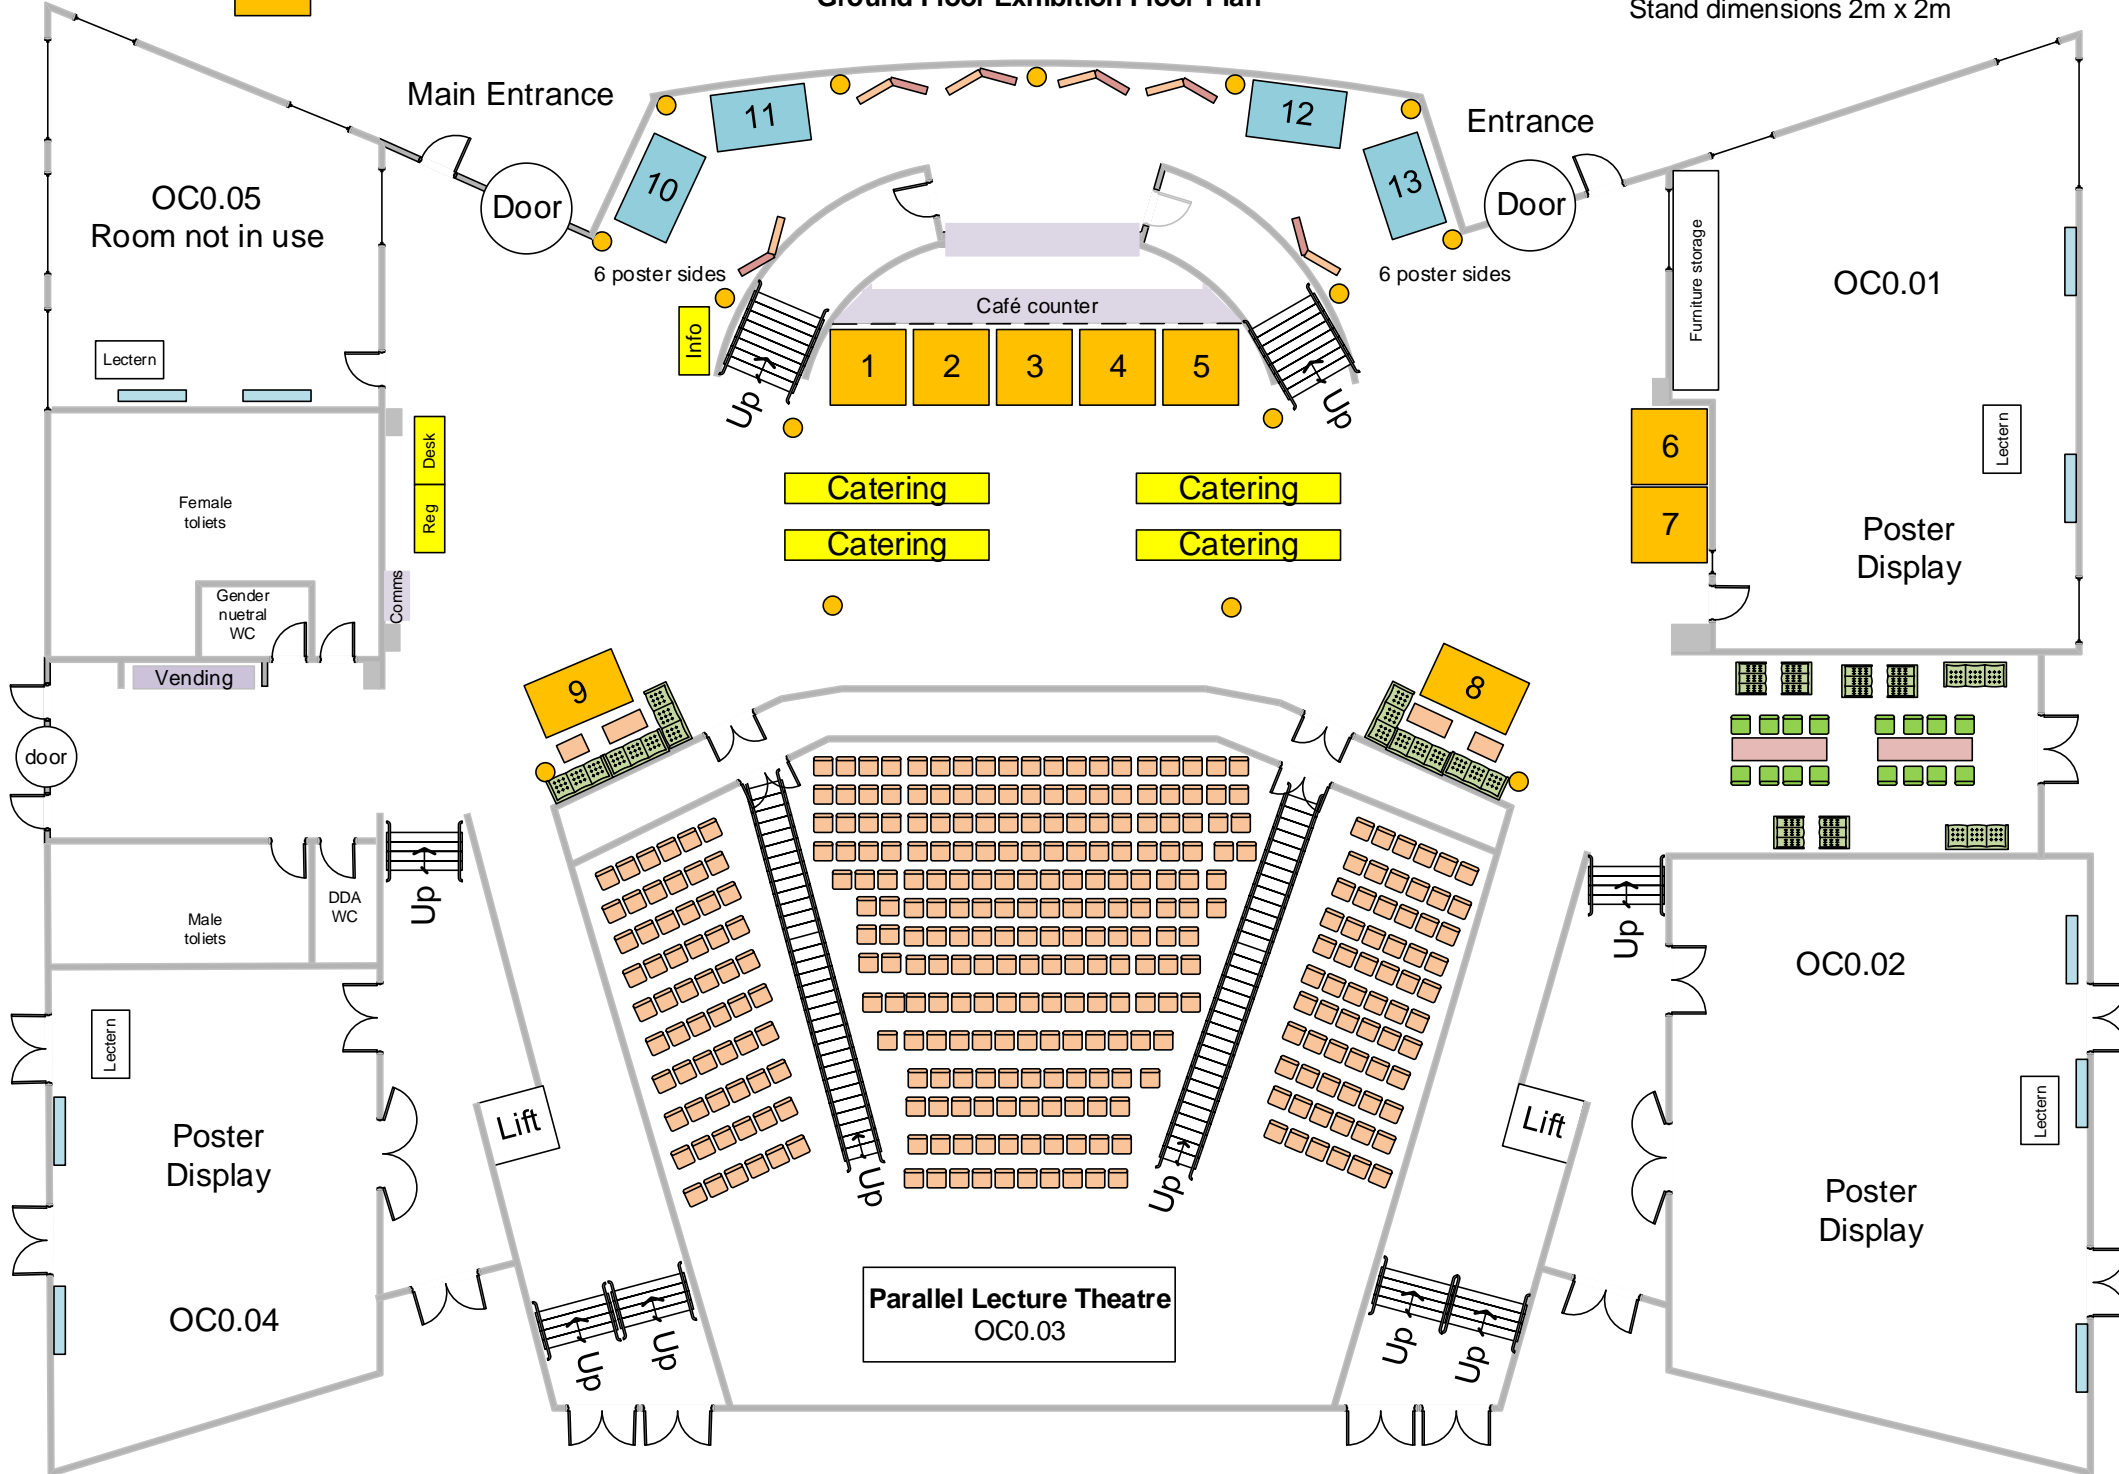 Ground Floor Exhibition Floor Plan
Stand dimensions 2m x 2m
Main Entrance
Entrance
11
12
10
13
Door
Door
OC0.05
Room not in use
6 poster sides
6 poster sides
OC0.01
Furniture storage
Café counter
Info
Lectern
1
2
3
4
5
Up
Up
Desk
Reg
6
7
Lectern
Catering
Catering
Catering
Catering
Female
toliets
Poster
Display
Gender
nuetral
WC
Comms
Vending
9
8
door
Male
toliets
DDA
WC
Up
Up
OC0.02
Lectern
Lectern
Lift
Lift
Poster
Display
Up
Up
Poster
Display
Parallel Lecture Theatre
OC0.03
OC0.04
Up
Up
Up
Up